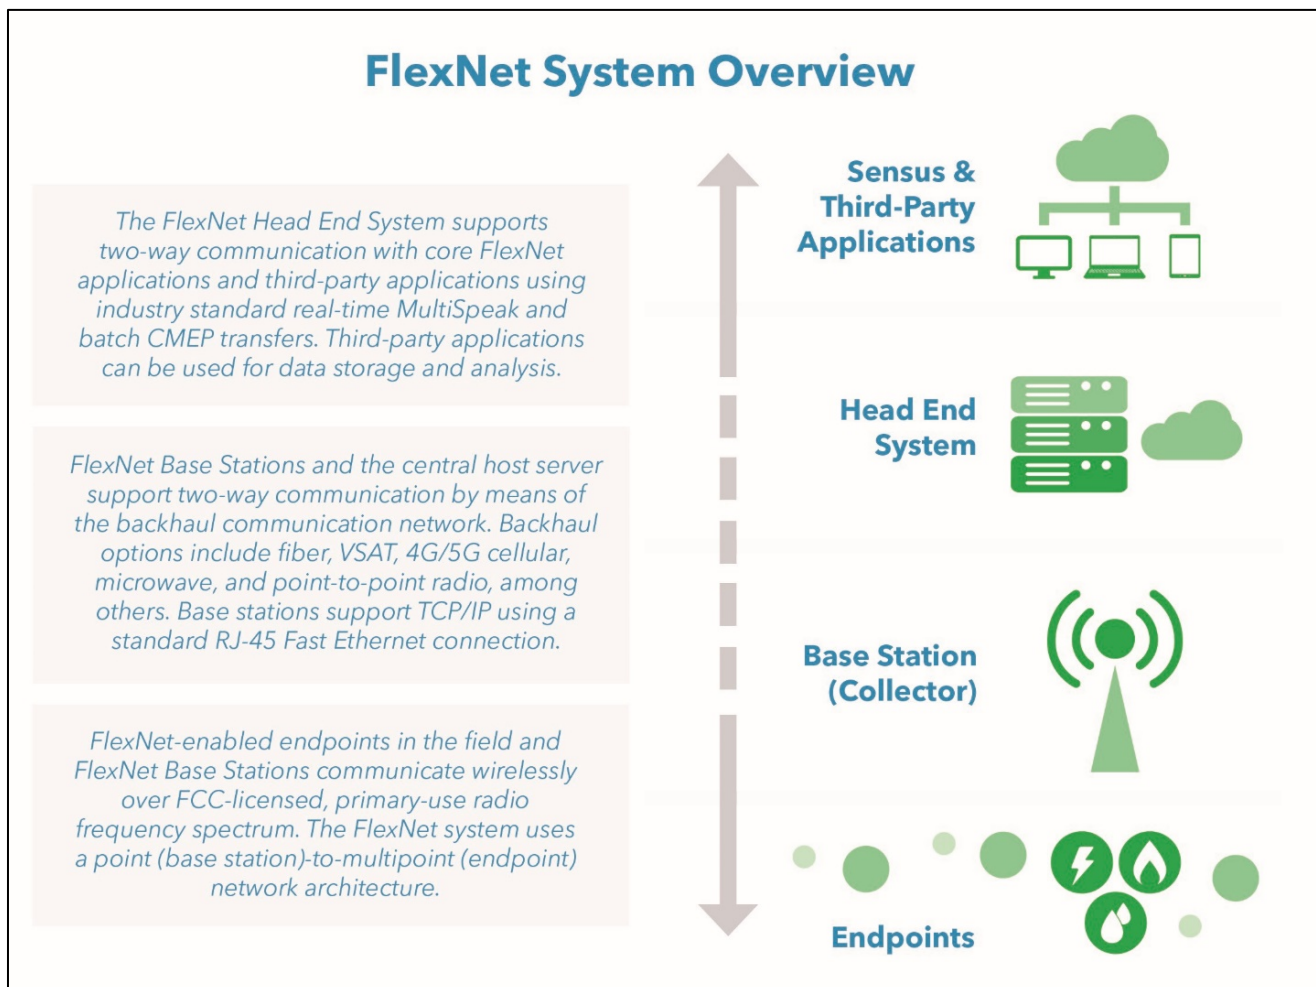 FlexNet System Overview
The FlexNet Head End System supports
two-way communication with core FlexNet
applications and third-party applications using
industry standard real-time MultiSpeak and
batch CMEP transfers. Third-party applications
can be used for data storage and analysis.
FlexNet Base Stations and the central host server
support two-way communication by means of
the backhaul communication network. Backhaul
options include fiber, VSAT, 4G/5G cellular,
microwave, and point-to-point radio, among
others. Base stations support TCP/IP using a
standard RJ-45 Fast Ethernet connection.
FlexNet-enabled endpoints in the field and
FlexNet Base Stations communicate wirelessly
over FCC-licensed, primary-use radio
frequency spectrum. The FlexNet system uses
a point (base station)-to-multipoint (endpoint)
network architecture.
Sensus &
Third-Party
Applications
Head End
System
Base Station
(Collector)
Endpoints